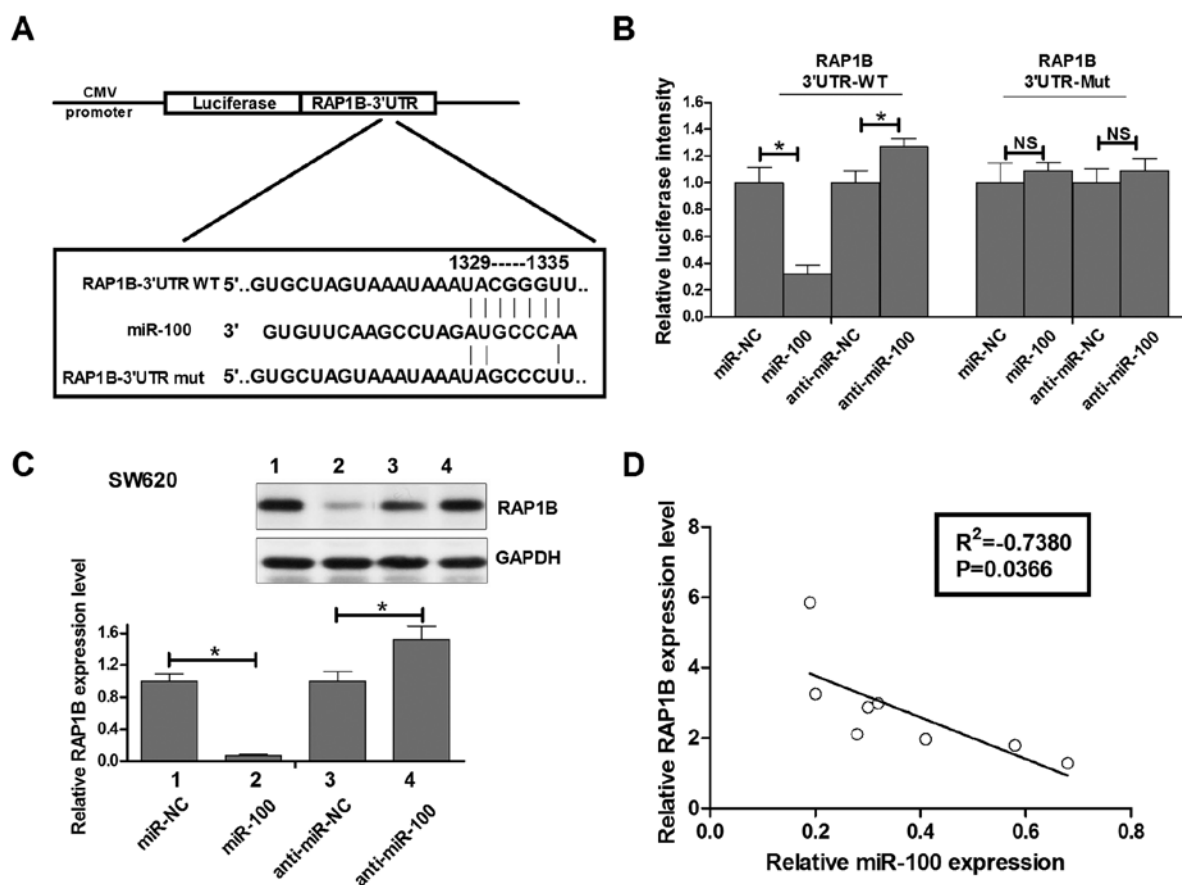 A
CMV
promoter
Luciferase
RAP1B-3'UTR
1329-----1335
RAP1B-3'UTR WT 5'..GUGCUAGUAAAUAAAUACGGGUU..
miR-100 3' GUGUUCAAGCCUAGAUGCCCAA
RAP1B-3'UTR mut 5'..GUGCUAGUAAAUAAAUAGCCCUU..
B
RAP1B
3'UTR-WT
RAP1B
3'UTR-Mut
Relative luciferase intensity
1.6
1.4
1.2
1.0
0.8
0.6
0.4
0.2
0.0
*
*
NS
NS
miR-NC
miR-100
anti-miR-NC
anti-miR-100
miR-NC
miR-100
anti-miR-NC
anti-miR-100
C
SW620
1 2 3 4
RAP1B
GAPDH
Relative RAP1B expression level
1.6
1.2
0.8
0.4
0.0
*
*
1 2 3 4
miR-NC
miR-100
anti-miR-NC
anti-miR-100
D
Relative RAP1B expression level
8
6
4
2
0
R²=-0.7380
P=0.0366
0.0 0.2 0.4 0.6 0.8
Relative miR-100 expression